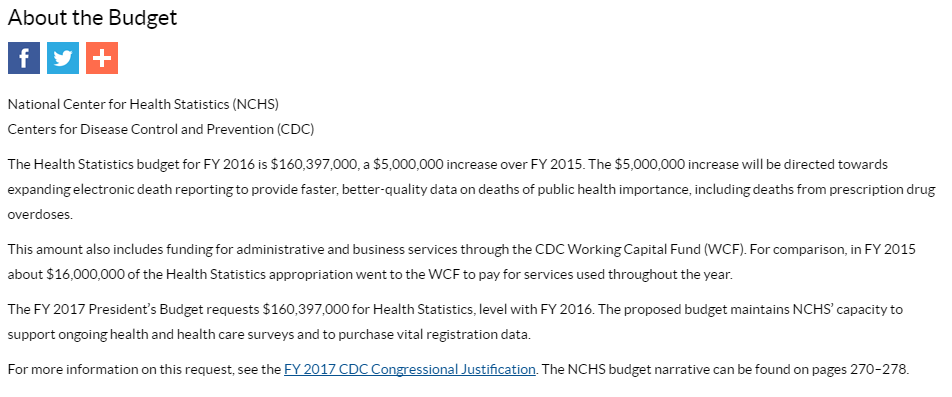 About the Budget
f
+
National Center for Health Statistics (NCHS)
Centers for Disease Control and Prevention (CDC)
The Health Statistics budget for FY 2016 is $160,397,000, a $5,000,000 increase over FY 2015. The $5,000,000 increase will be directed towards
expanding electronic death reporting to provide faster, better-quality data on deaths of public health importance, including deaths from prescription drug
overdoses.
This amount also includes funding for administrative and business services through the CDC Working Capital Fund (WCF). For comparison, in FY 2015
about $16,000,000 of the Health Statistics appropriation went to the WCF to pay for services used throughout the year.
The FY 2017 President’s Budget requests $160,397,000 for Health Statistics, level with FY 2016. The proposed budget maintains NCHS’ capacity to
support ongoing health and health care surveys and to purchase vital registration data.
For more information on this request, see the FY 2017 CDC Congressional Justification. The NCHS budget narrative can be found on pages 270–278.